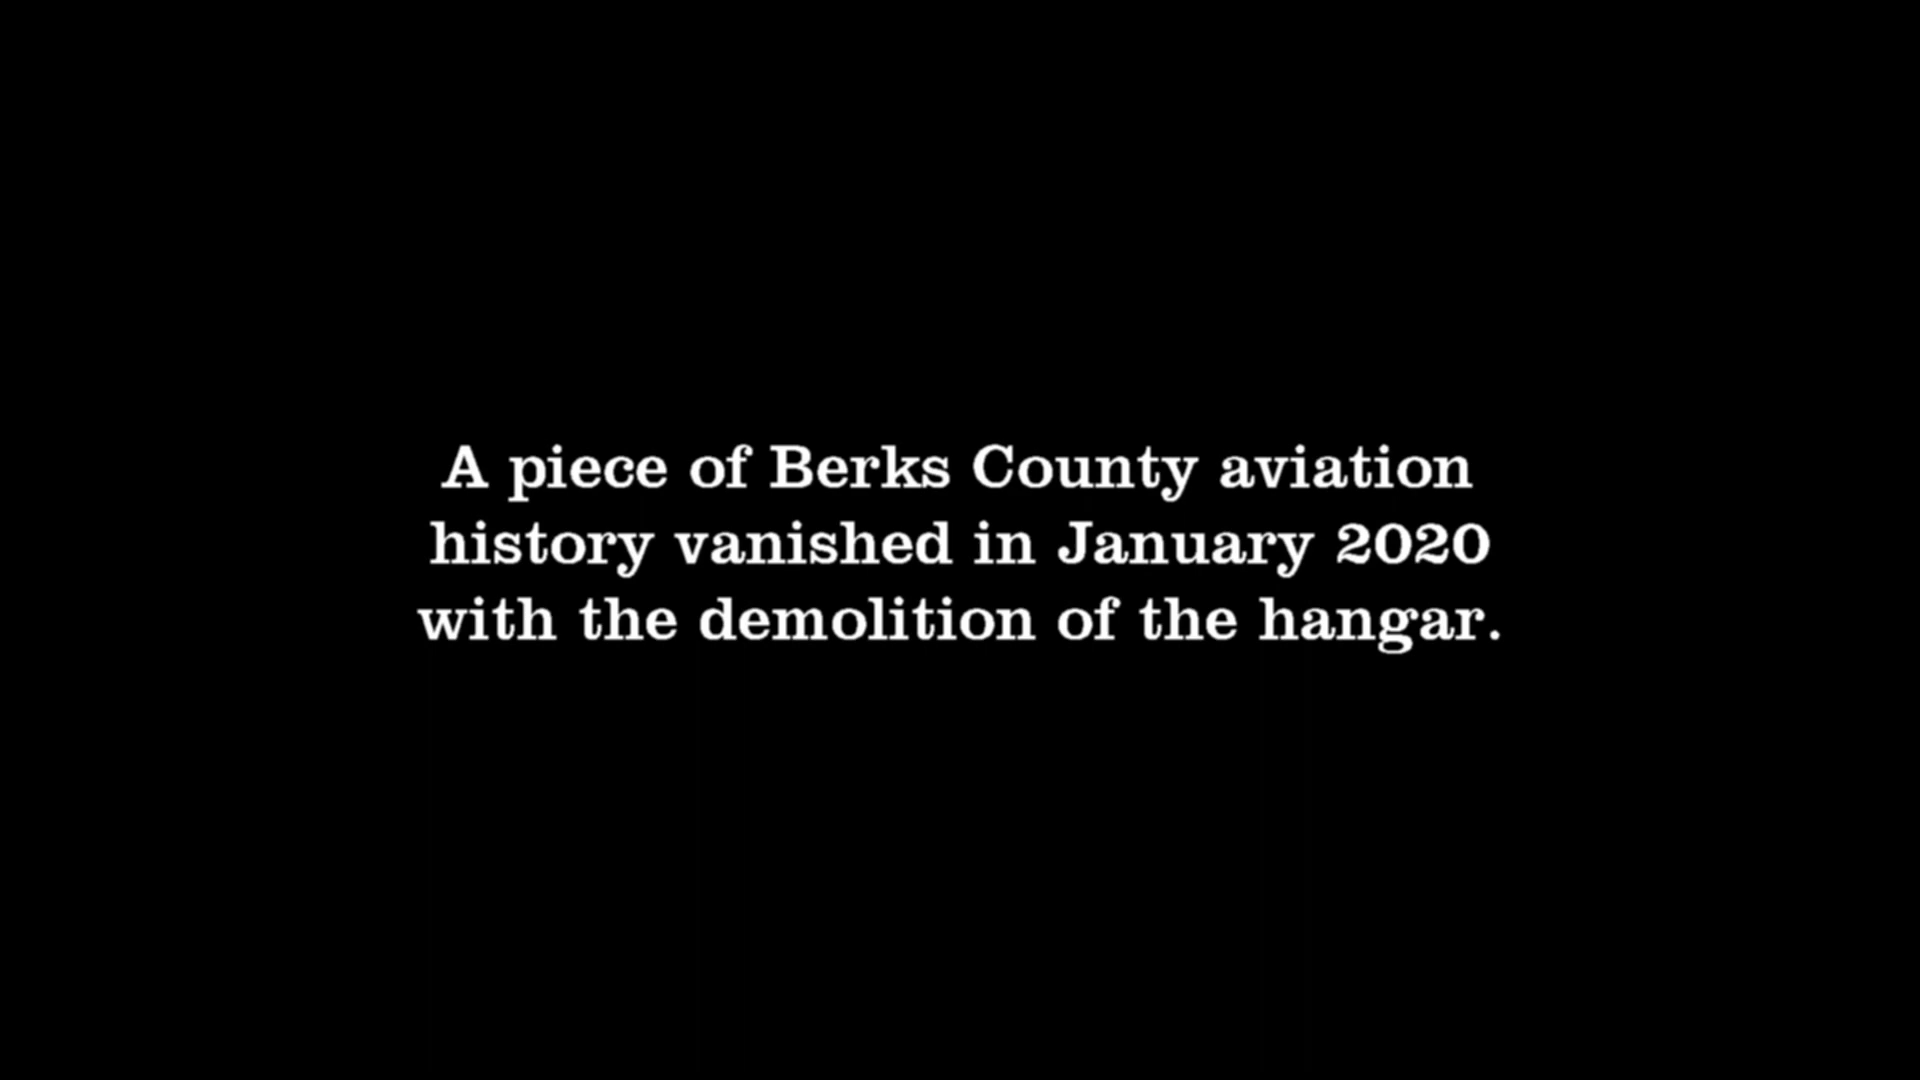 A piece of Berks County aviation
history vanished in January 2020
with the demolition of the hangar.